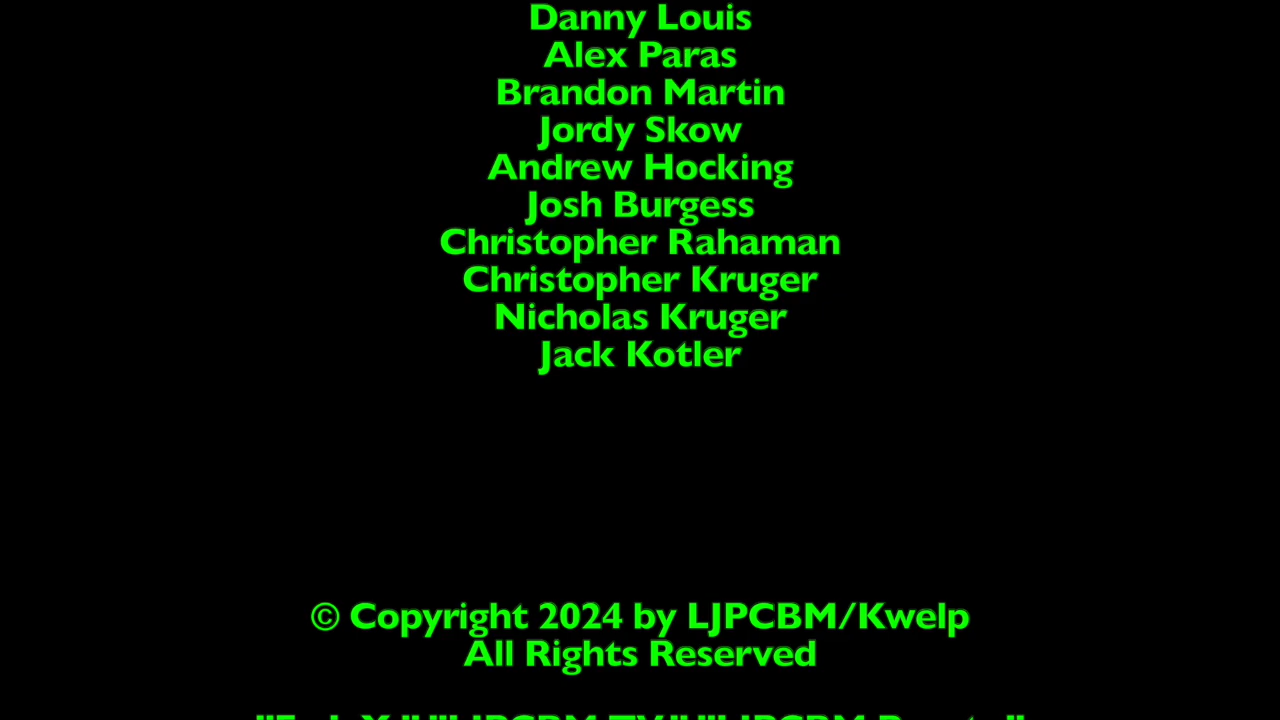 Danny Louis
Alex Paras
Brandon Martin
Jordy Skow
Andrew Hocking
Josh Burgess
Christopher Rahaman
Christopher Kruger
Nicholas Kruger
Jack Kotler
© Copyright 2024 by LJPCBM/Kwelp
All Rights Reserved